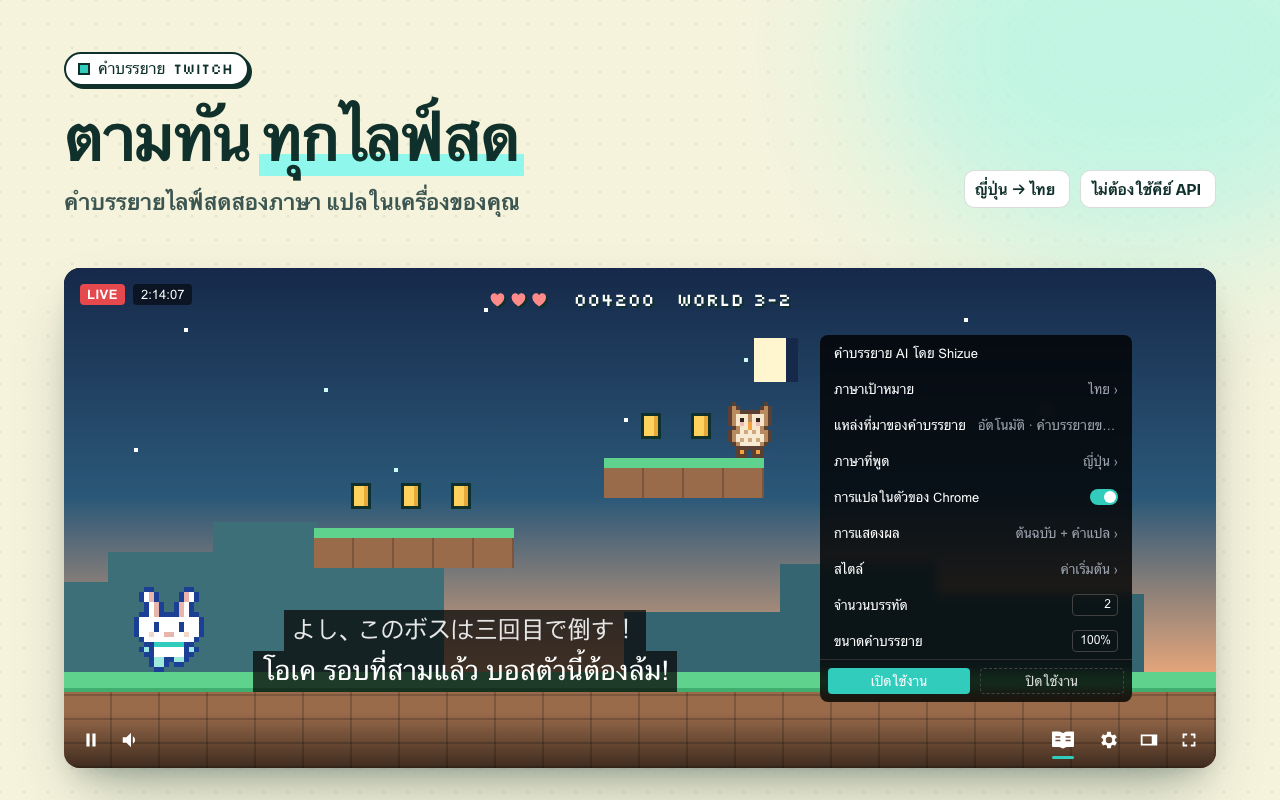 คำบรรยาย TWITCH
ตามทัน ทุกไลฟ์สด
คำบรรยายไลฟ์สดสองภาษา แปลในเครื่องของคุณ
ญี่ปุ่น → ไทย
ไม่ต้องใช้คีย์ API
LIVE 2:14:07
004200 WORLD 3-2
คำบรรยาย AI โดย Shizue
ภาษาเป้าหมาย ไทย ›
แหล่งที่มาของคำบรรยาย อัตโนมัติ · คำบรรยายข…
ภาษาที่พูด ญี่ปุ่น ›
การแปลในตัวของ Chrome
การแสดงผล ต้นฉบับ + คำแปล ›
สไตล์ ค่าเริ่มต้น ›
จำนวนบรรทัด 2
ขนาดคำบรรยาย 100%
เปิดใช้งาน ปิดใช้งาน
よし、このボスは三回目で倒す！
โอเค รอบที่สามแล้ว บอสตัวนี้ต้องล้ม!